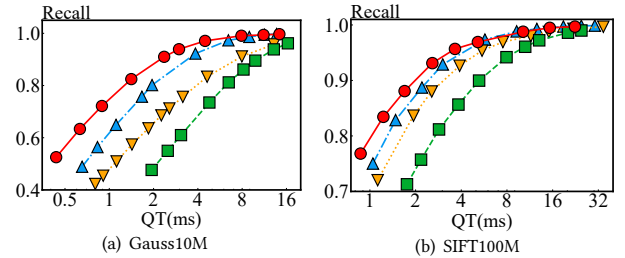 Recall
1.0
0.8
0.6
0.4
0.5 1 2 4 8 16
QT(ms)
(a) Gauss10M
Recall
1.0
0.9
0.8
0.7
1 2 4 8 16 32
QT(ms)
(b) SIFT100M